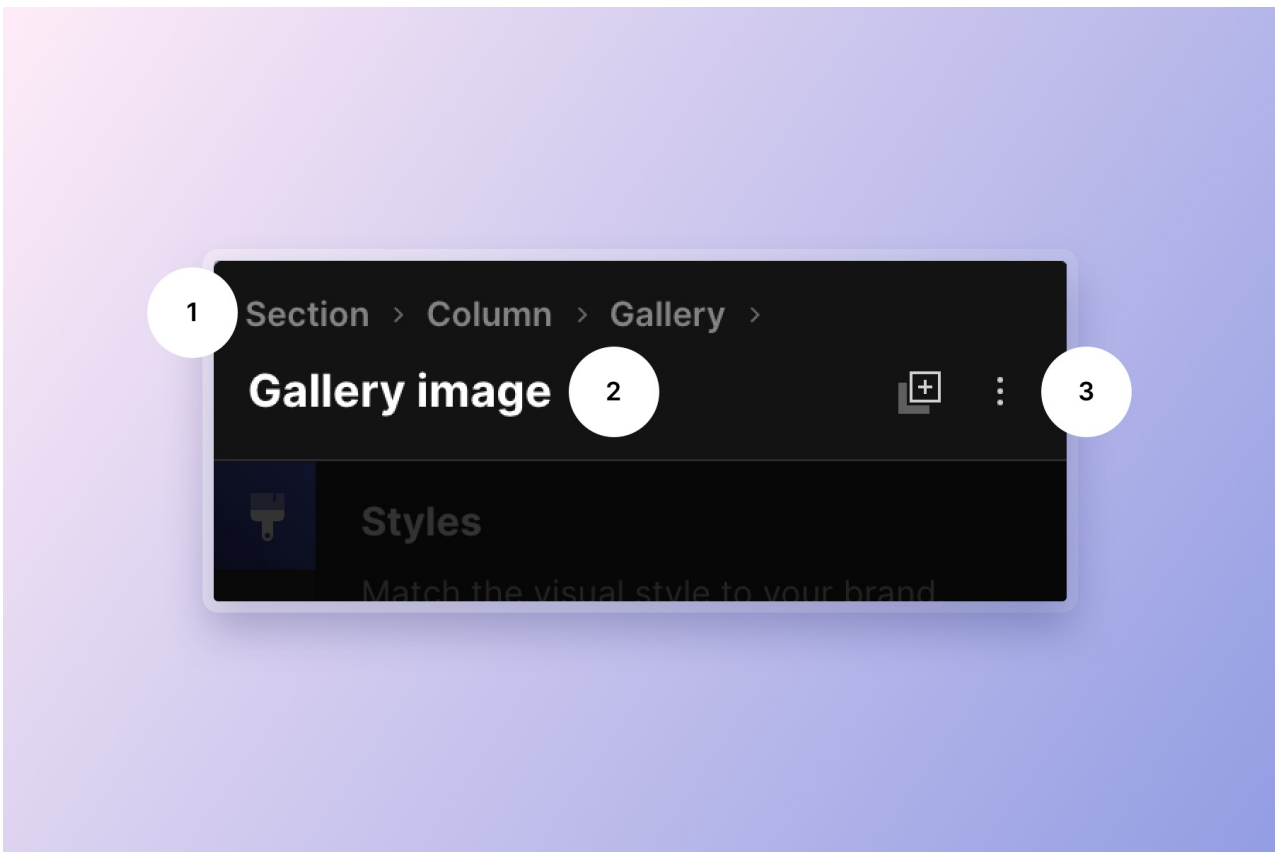 1 Section > Column > Gallery >
Gallery image 2 3
Styles
Match the visual style to your brand